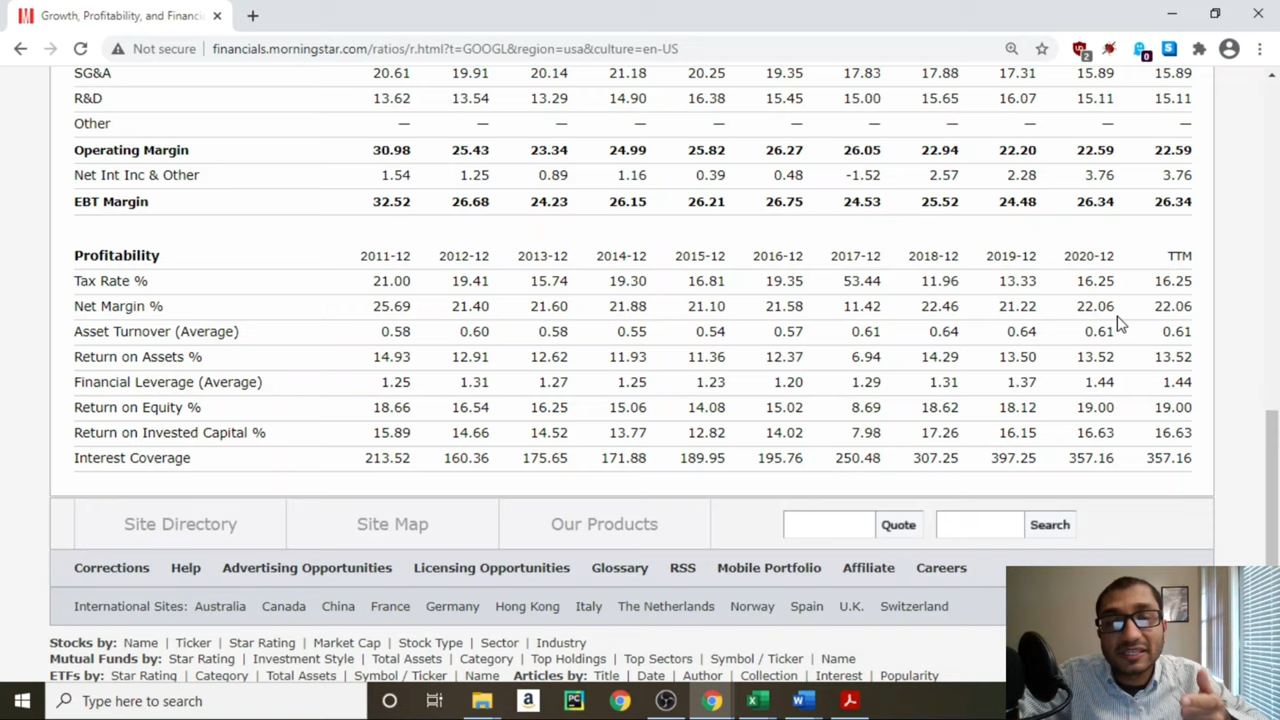 Growth, Profitability, and Financi
Not secure financials.morningstar.com/ratios/r.html?t=GOOGL&region=usa&culture=en-US
2 0
SG&A 20.61 19.91 20.14 21.18 20.25 19.35 17.83 17.88 17.31 15.89 15.89
R&D 13.62 13.54 13.29 14.90 16.38 15.45 15.00 15.65 16.07 15.11 15.11
Other — — — — — — — — — — —
Operating Margin 30.98 25.43 23.34 24.99 25.82 26.27 26.05 22.94 22.20 22.59 22.59
Net Int Inc & Other 1.54 1.25 0.89 1.16 0.39 0.48 -1.52 2.57 2.28 3.76 3.76
EBT Margin 32.52 26.68 24.23 26.15 26.21 26.75 24.53 25.52 24.48 26.34 26.34
Profitability 2011-12 2012-12 2013-12 2014-12 2015-12 2016-12 2017-12 2018-12 2019-12 2020-12 TTM
Tax Rate % 21.00 19.41 15.74 19.30 16.81 19.35 53.44 11.96 13.33 16.25 16.25
Net Margin % 25.69 21.40 21.60 21.88 21.10 21.58 11.42 22.46 21.22 22.06 22.06
Asset Turnover (Average) 0.58 0.60 0.58 0.55 0.54 0.57 0.61 0.64 0.64 0.61 0.61
Return on Assets % 14.93 12.91 12.62 11.93 11.36 12.37 6.94 14.29 13.50 13.52 13.52
Financial Leverage (Average) 1.25 1.31 1.27 1.25 1.23 1.20 1.29 1.31 1.37 1.44 1.44
Return on Equity % 18.66 16.54 16.25 15.06 14.08 15.02 8.69 18.62 18.12 19.00 19.00
Return on Invested Capital % 15.89 14.66 14.52 13.77 12.82 14.02 7.98 17.26 16.15 16.63 16.63
Interest Coverage 213.52 160.36 175.65 171.88 189.95 195.76 250.48 307.25 397.25 357.16 357.16
Site Directory Site Map Our Products Quote Search
Corrections Help Advertising Opportunities Licensing Opportunities Glossary RSS Mobile Portfolio Affiliate Careers
International Sites: Australia Canada China France Germany Hong Kong Italy The Netherlands Norway Spain U.K. Switzerland
Stocks by: Name | Ticker | Star Rating | Market Cap | Stock Type | Sector | Industry
Mutual Funds by: Star Rating | Investment Style | Total Assets | Category | Top Holdings | Top Sectors | Symbol / Ticker | Name
ETFs by: Star Rating | Category | Total Assets | Symbol / Ticker | Name Articles by: Title | Date | Author | Collection | Interest | Popularity
Type here to search